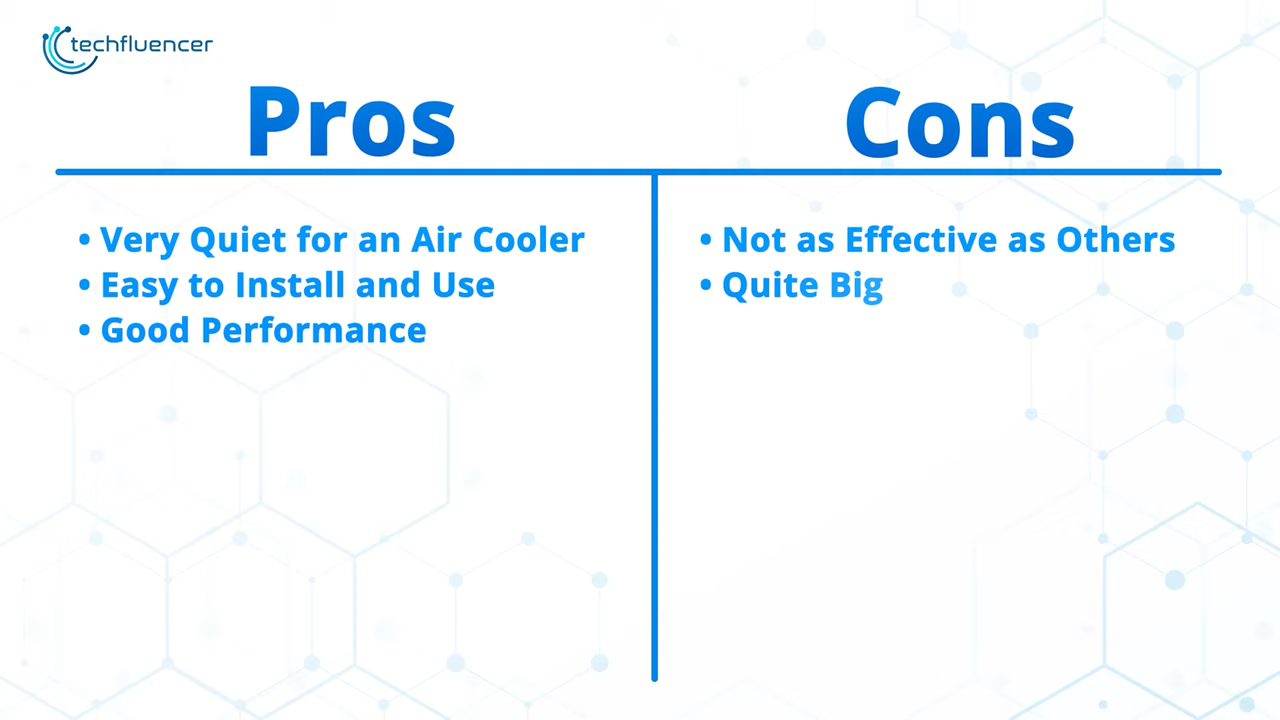 techfluencer
Pros
Cons
• Very Quiet for an Air Cooler
• Easy to Install and Use
• Good Performance
• Not as Effective as Others
• Quite Big